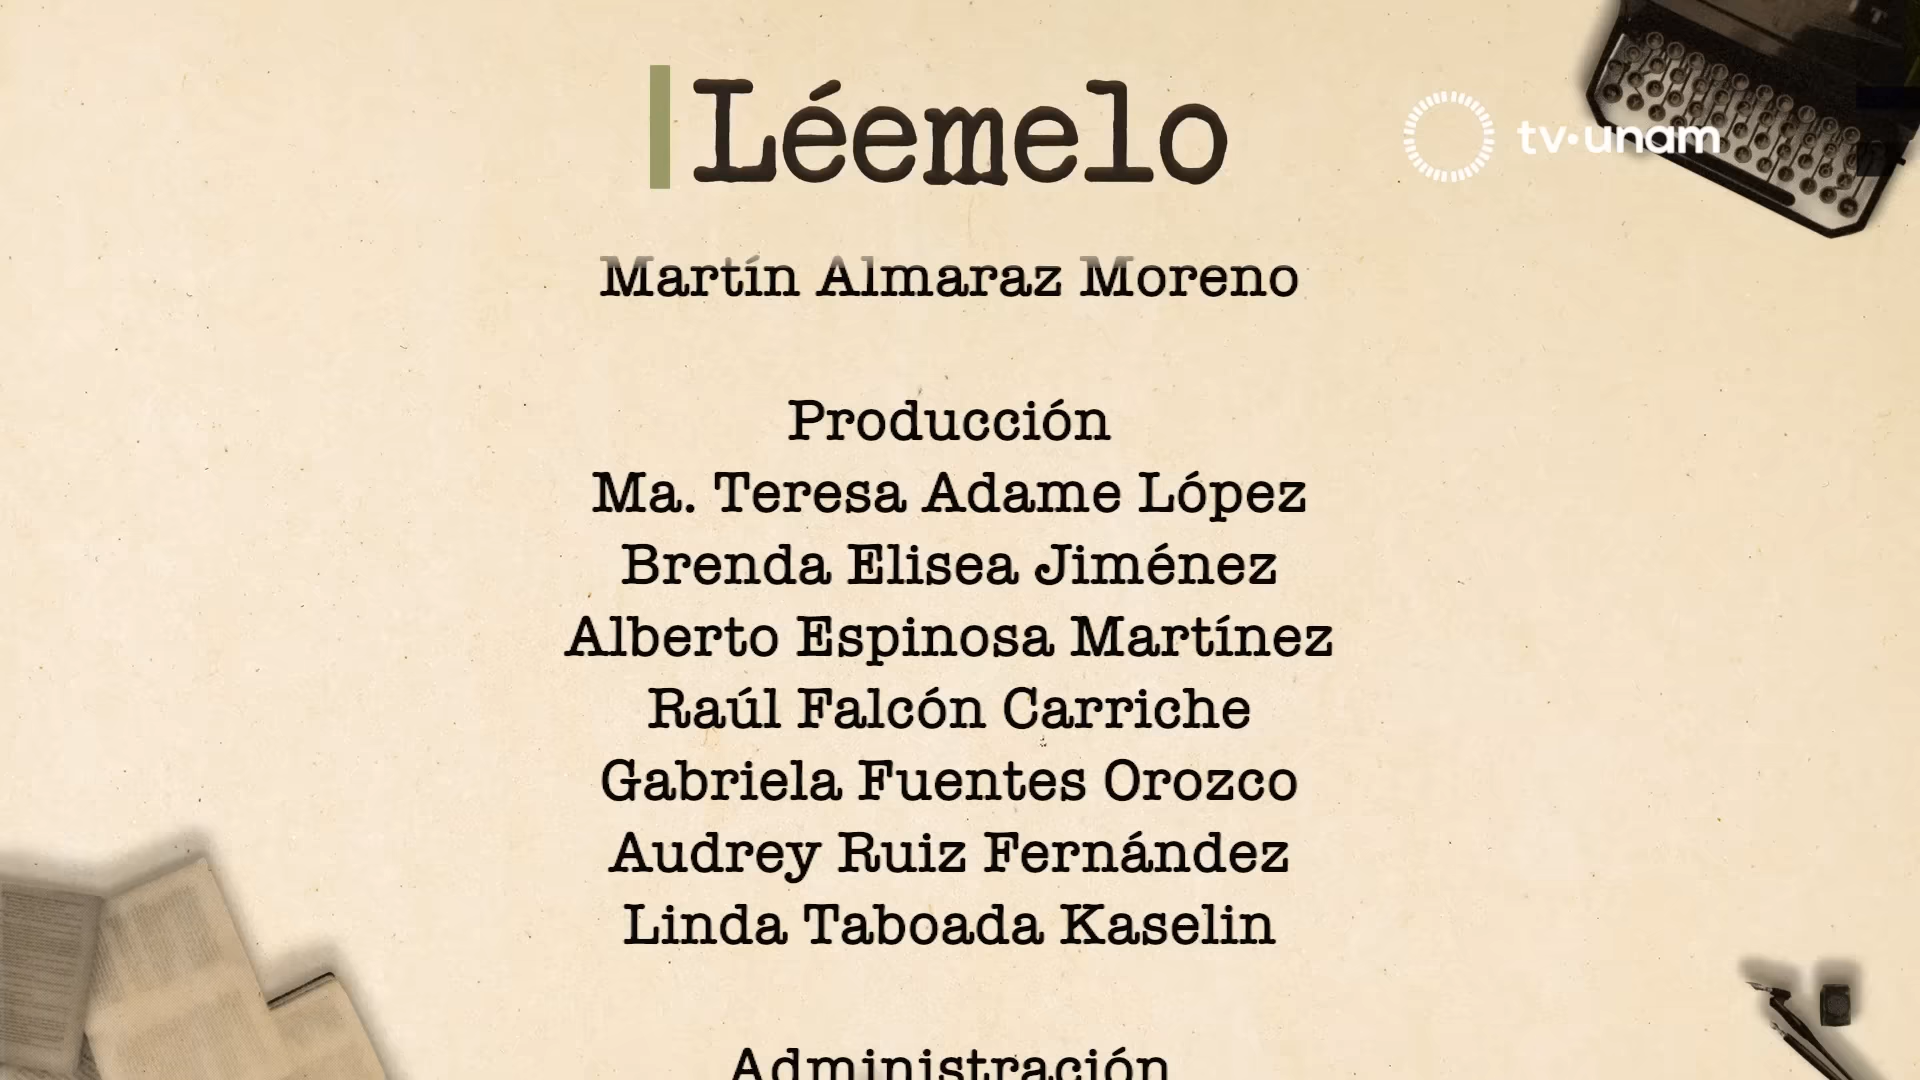 Léemelo
tv·unam
Martín Almaraz Moreno
Producción
Ma. Teresa Adame López
Brenda Elisea Jiménez
Alberto Espinosa Martínez
Raúl Falcón Carriche
Gabriela Fuentes Orozco
Audrey Ruiz Fernández
Linda Taboada Kaselin
Administración